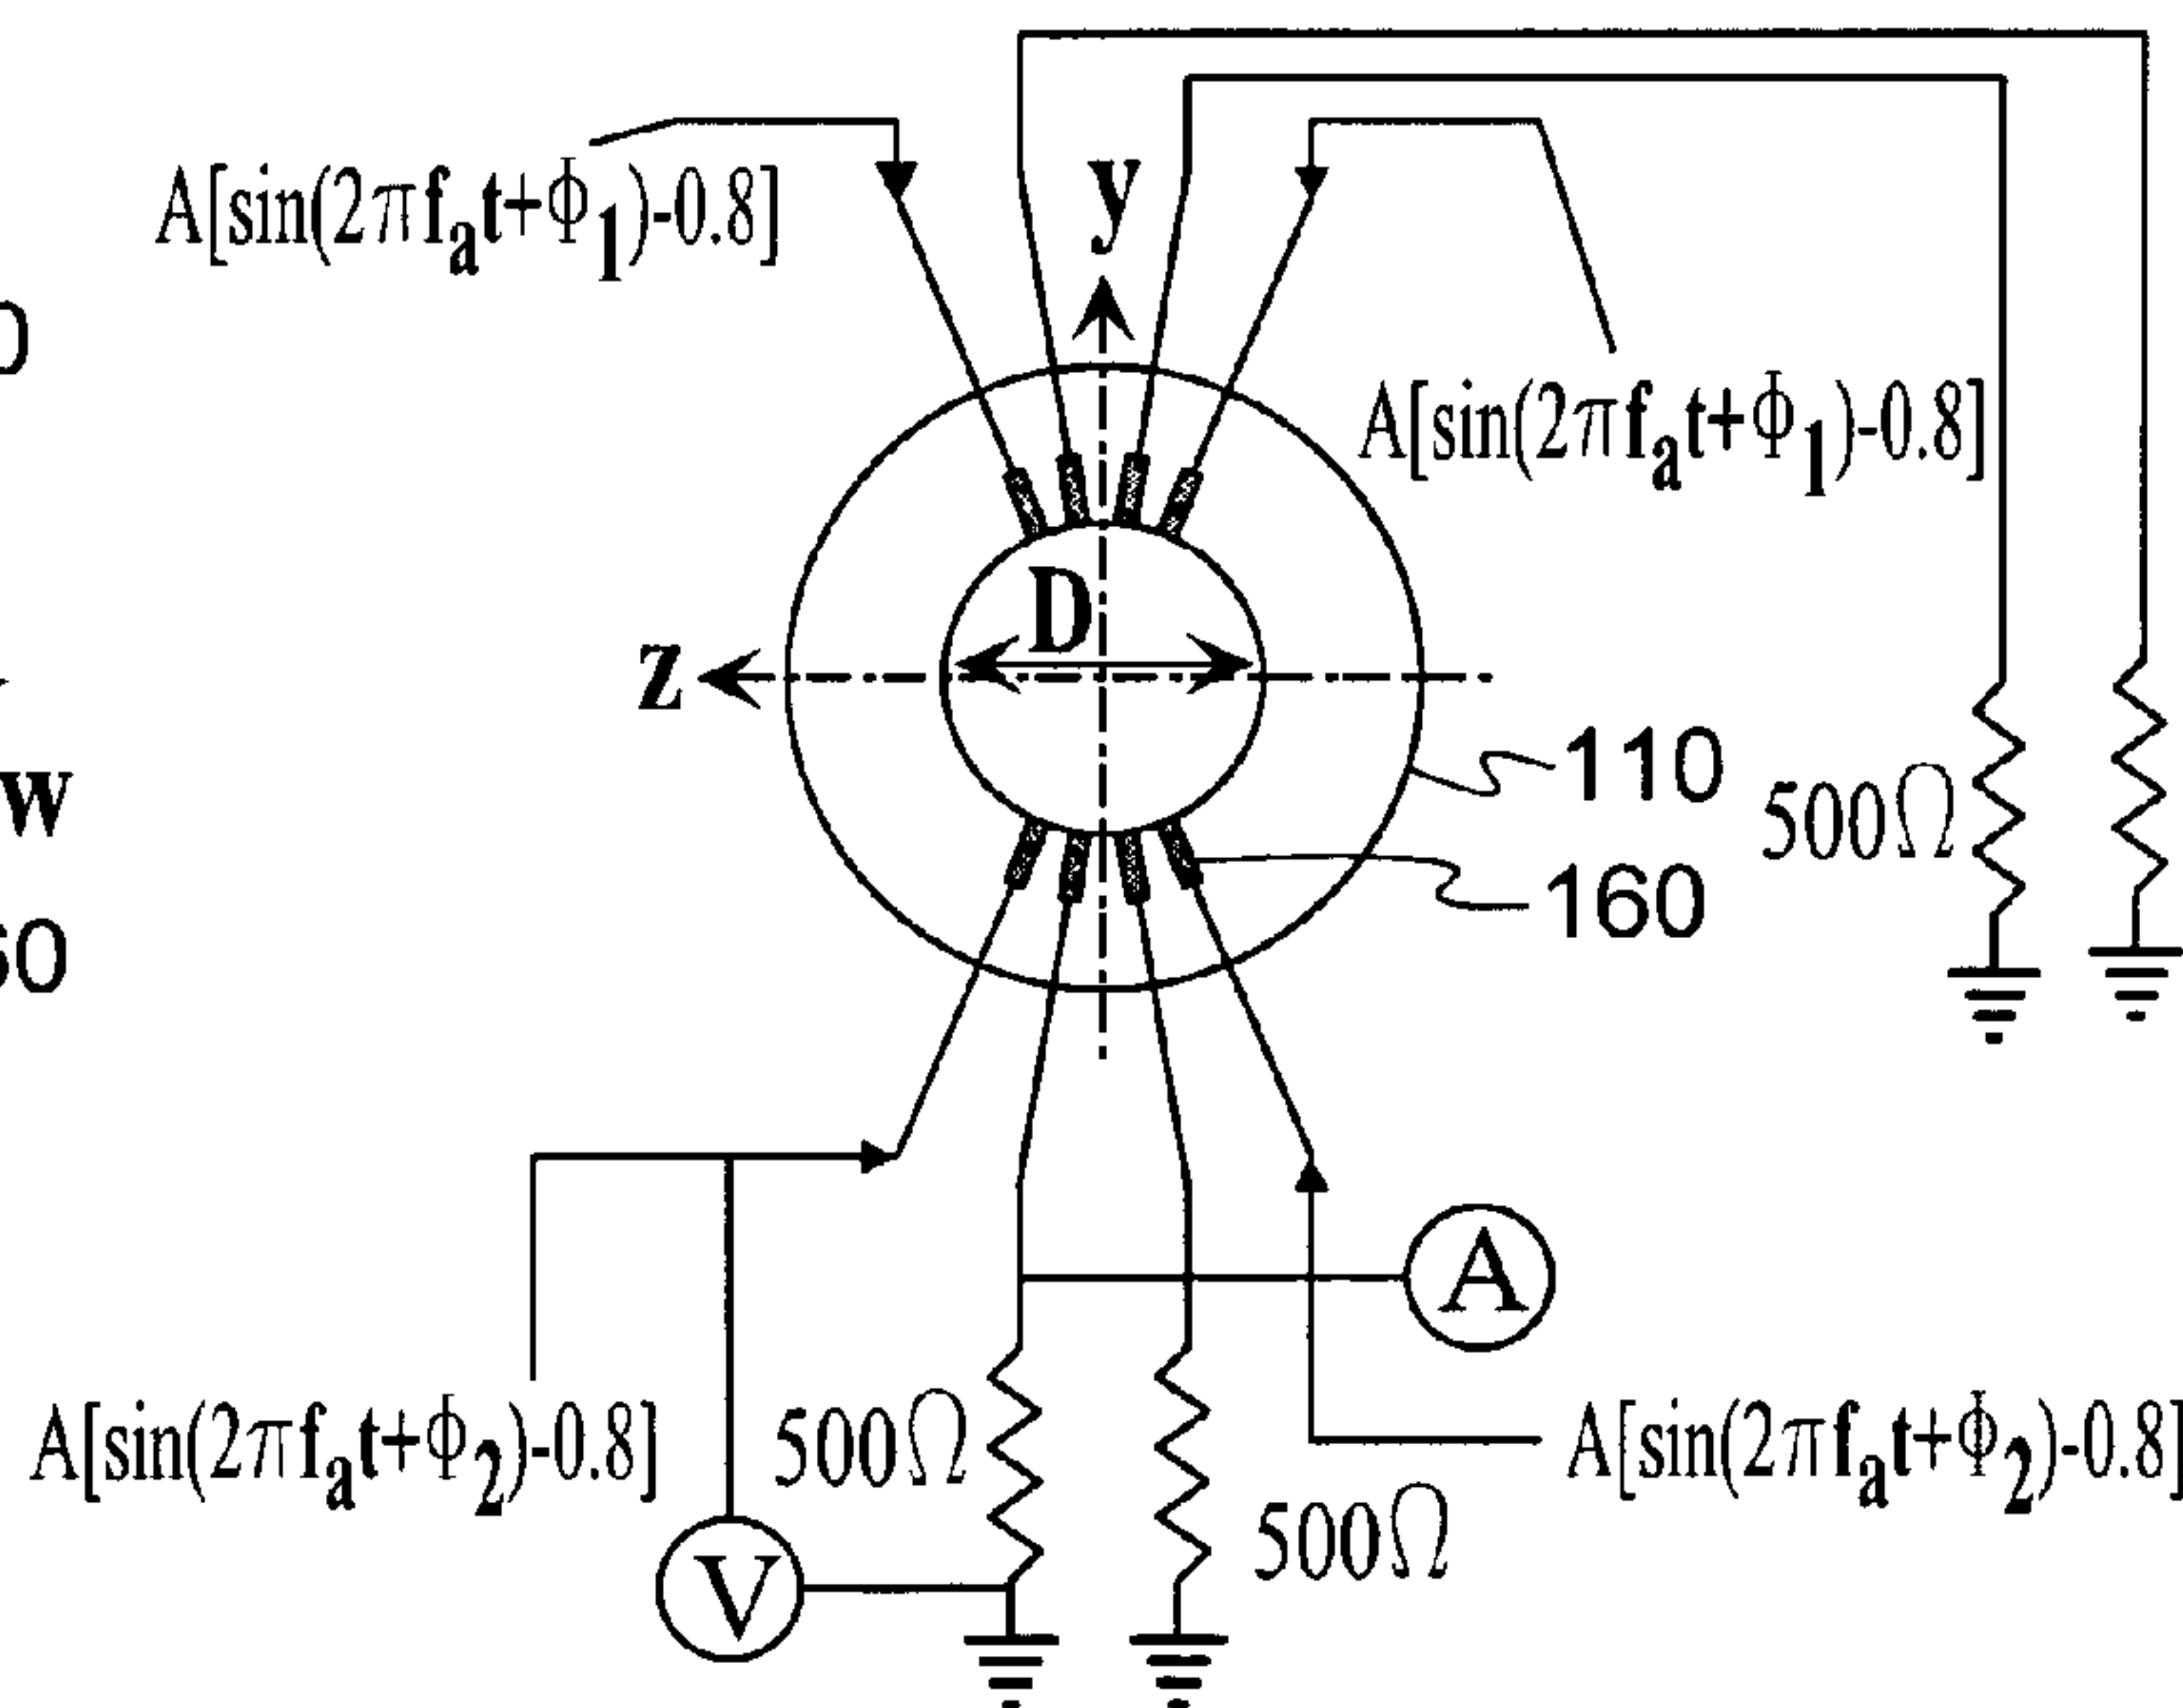 A[sin(2πfₐt+Φ₁)-0.8]
y
A[sin(2πfₐt+Φ₁)-0.8]
D
z
110
w
500Ω
160
A
A[sin(2πfₐt+Φ₂)-0.8]
500Ω
A[sin(2πfₐt+Φ₂)-0.8]
500Ω
V